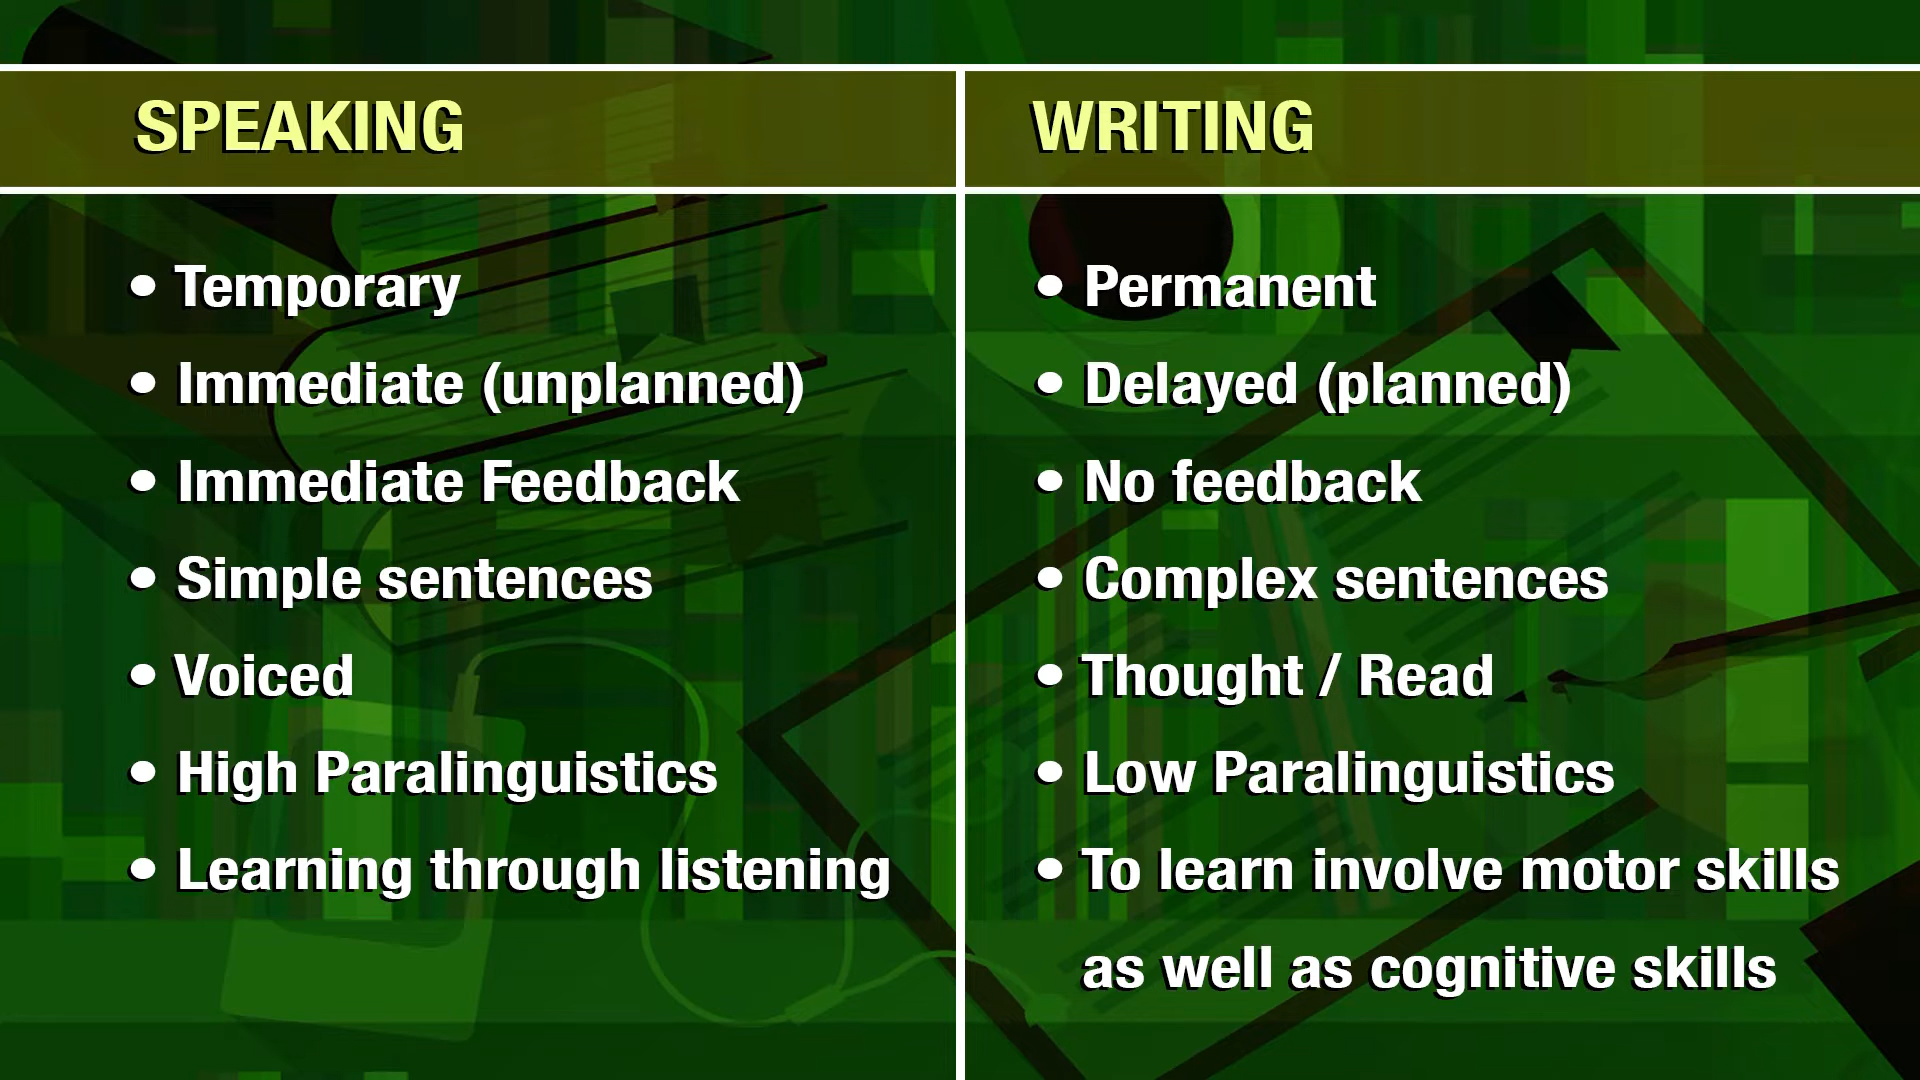 SPEAKING
• Temporary
• Immediate (unplanned)
• Immediate Feedback
• Simple sentences
• Voiced
• High Paralinguistics
• Learning through listening
WRITING
• Permanent
• Delayed (planned)
• No feedback
• Complex sentences
• Thought / Read
• Low Paralinguistics
• To learn involve motor skills
as well as cognitive skills